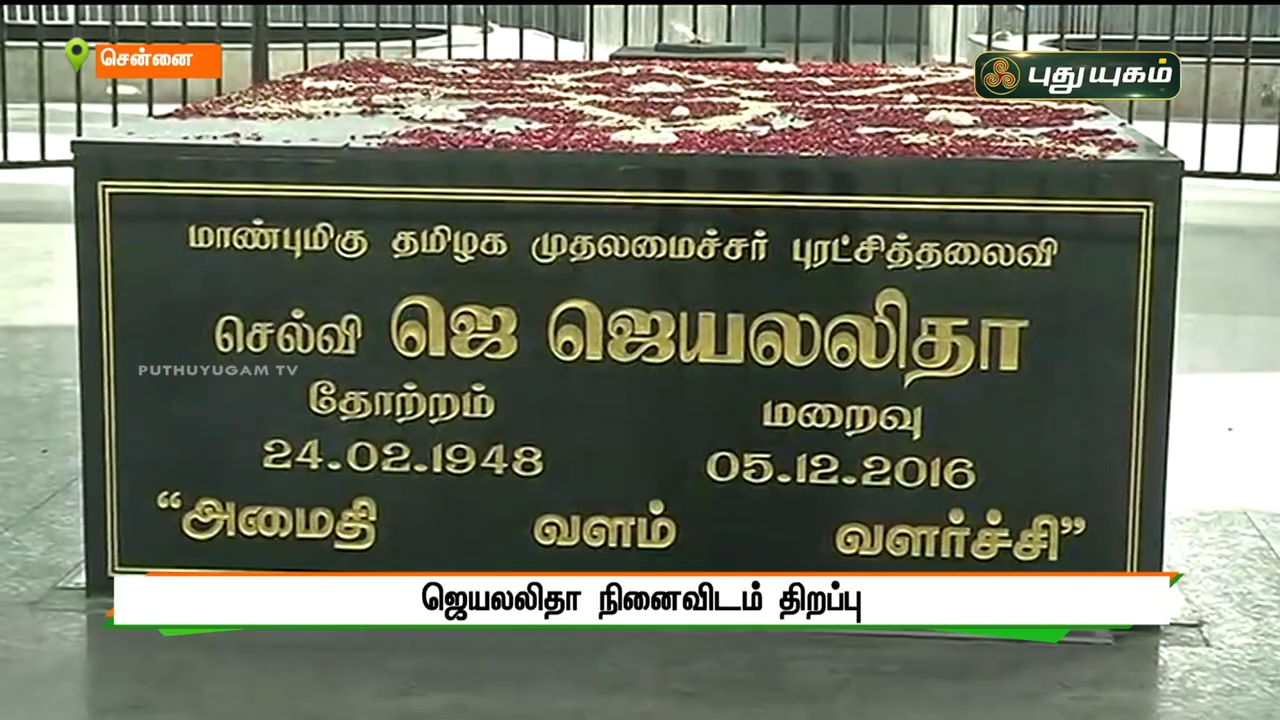 சென்னை
புதுயுகம்
மாண்புமிகு தமிழக முதலமைச்சர் புரட்சித்தலைவி
செல்வி ஜெ ஜெயலலிதா
PUTHUYUGAM TV
தோற்றம் மறைவு
24.02.1948 05.12.2016
“அமைதி வளம் வளர்ச்சி”
ஜெயலலிதா நினைவிடம் திறப்பு